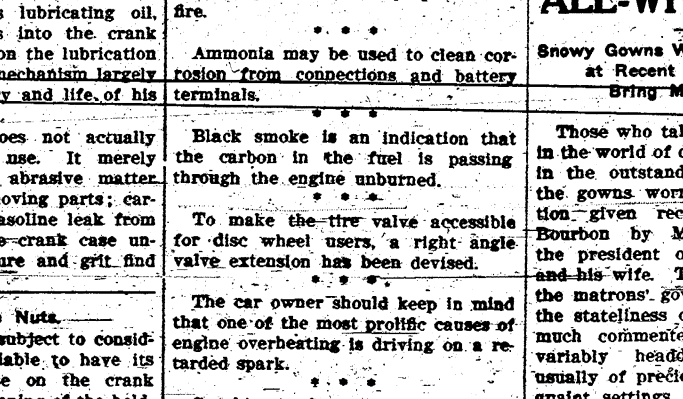 s lubricating oil,
s into the crank
on the lubrication
mechanism largely
y and life of his
oes not actually
use. It merely
abrasive matter
oving parts; car-
asoline leak from
crank case un-
ure and grit find
Nuts.
subject to consid-
iable to have its
e on the crank
fire.
* * *
Ammonia may be used to clean cor-
rosion from connections and battery
terminals.
* * *
Black smoke is an indication that
the carbon in the fuel is passing
through the engine unburned.
* * *
To make the tire valve accessible
for disc wheel users, a right angle
valve extension has been devised.
* * *
The car owner should keep in mind
that one of the most prolific causes of
engine overheating is driving on a re-
tarded spark.
* * *
ALL-WI
Snowy Gowns W
at Recent
Bring M
Those who tal
in the world of c
in the outstand
the gowns worn
tion given rec
Bourbon by M
the president o
and his wife. T
the matrons' gov
the stateliness o
much commente
variably head
usually of precie
quaint settings